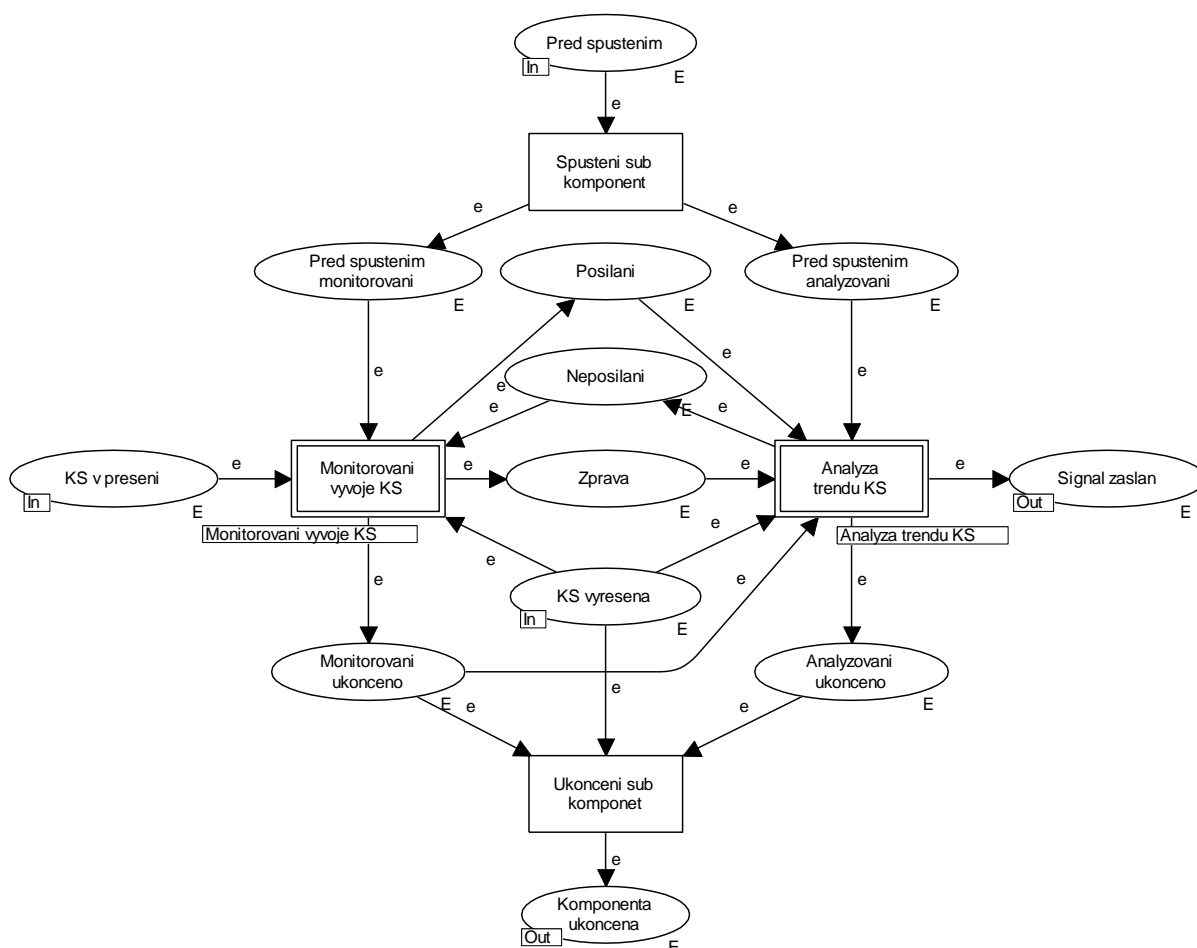 Pred spustenim
In
E
e
Spusteni sub
komponent
e
e
Pred spustenim
monitorovani
E
Posilani
E
Pred spustenim
analyzovani
E
e
e
e
Neposilani
E
e
e
e
KS v preseni
In
E
e
Monitorovani
vyvoje KS
Monitorovani vyvoje KS
e
Zprava
E
e
Analyza
trendu KS
Analyza trendu KS
e
Signal zaslan
Out
E
e
e
e
e
e
KS vyresena
In
E
Monitorovani
ukonceno
E
Analyzovani
ukonceno
E
e
e
e
Ukonceni sub
komponet
e
Komponenta
ukoncena
Out
E